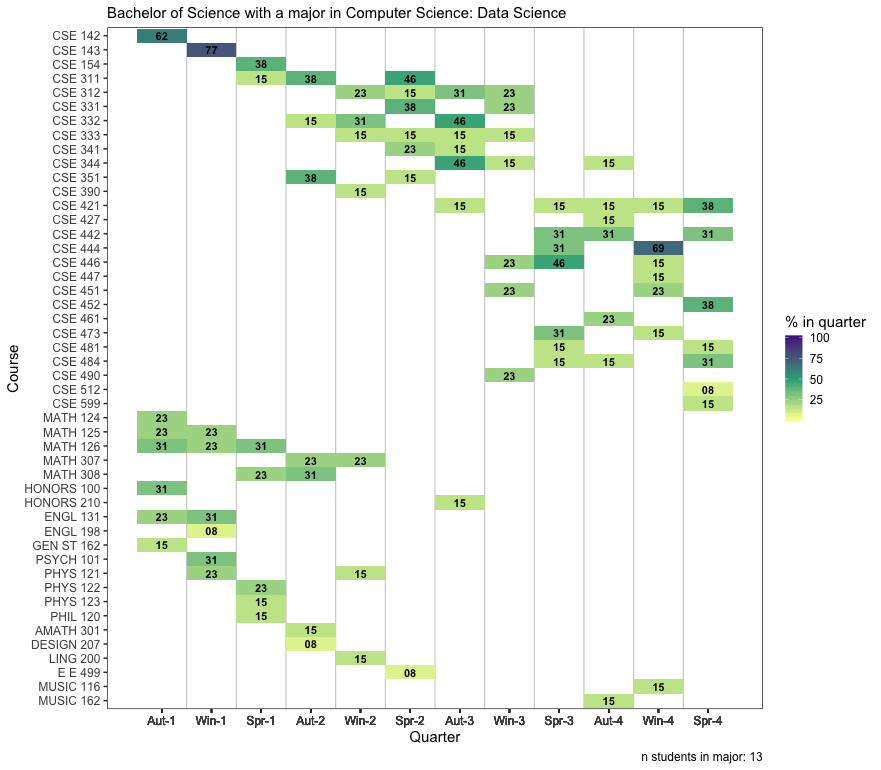 Bachelor of Science with a major in Computer Science: Data Science
CSE 142 62
CSE 143 77
CSE 154 38
CSE 311 15 38 46
CSE 312 23 15 31 23
CSE 331 38 23
CSE 332 15 31 46
CSE 333 15 15 15 15
CSE 341 23 15
CSE 344 46 15 15
CSE 351 38 15
CSE 390 15
CSE 421 15 15 15 15 38
CSE 427 15
CSE 442 31 31 31
CSE 444 31 69
CSE 446 23 46 15
CSE 447 15
CSE 451 23 23
CSE 452 38
CSE 461 23
CSE 473 31 15
CSE 481 15 15
CSE 484 15 15 31
CSE 490 23
CSE 512 08
CSE 599 15
MATH 124 23
MATH 125 23 23
MATH 126 31 23 31
MATH 307 23 23
MATH 308 23 31
HONORS 100 31
HONORS 210 15
ENGL 131 23 31
ENGL 198 08
GEN ST 162 15
PSYCH 101 31
PHYS 121 23 15
PHYS 122 23
PHYS 123 15
PHIL 120 15
AMATH 301 15
DESIGN 207 08
LING 200 15
E E 499 08
MUSIC 116 15
MUSIC 162 15
Course
Aut-1 Win-1 Spr-1 Aut-2 Win-2 Spr-2 Aut-3 Win-3 Spr-3 Aut-4 Win-4 Spr-4
Quarter
% in quarter
100
75
50
25
n students in major: 13